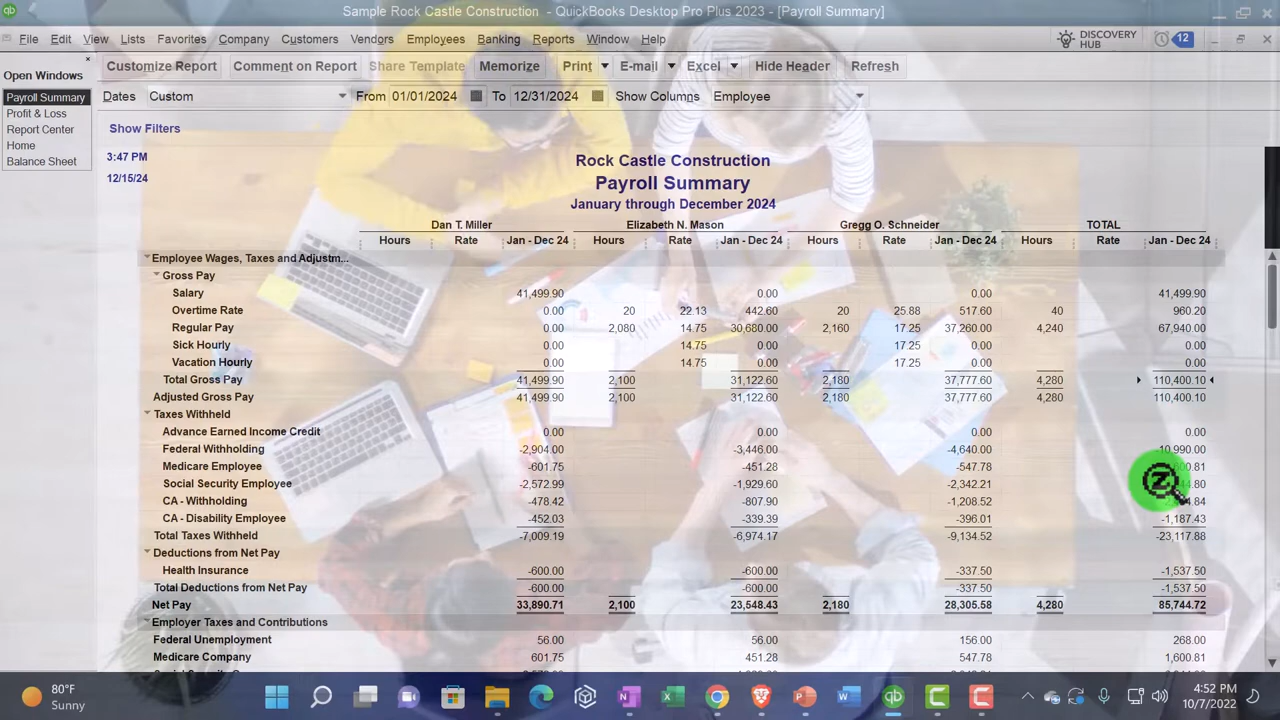 Sample Rock Castle Construction - QuickBooks Desktop Pro Plus 2023 - [Payroll Summary]
File Edit View Lists Favorites Company Customers Vendors Employees Banking Reports Window Help DISCOVERY HUB 12
Open Windows
Payroll Summary
Profit & Loss
Report Center
Home
Balance Sheet
Customize Report Comment on Report Share Template Memorize Print E-mail Excel Hide Header Refresh
Dates Custom From 01/01/2024 To 12/31/2024 Show Columns Employee
Show Filters
3:47 PM
12/15/24
Rock Castle Construction
Payroll Summary
January through December 2024
Dan T. Miller Elizabeth N. Mason Gregg O. Schneider TOTAL
Hours Rate Jan - Dec 24 Hours Rate Jan - Dec 24 Hours Rate Jan - Dec 24 Hours Rate Jan - Dec 24
Employee Wages, Taxes and Adjustm...
Gross Pay
Salary 41,499.90 0.00 0.00 41,499.90
Overtime Rate 0.00 20 22.13 442.60 20 25.88 517.60 40 960.20
Regular Pay 0.00 2,080 14.75 30,680.00 2,160 17.25 37,260.00 4,240 67,940.00
Sick Hourly 0.00 14.75 0.00 17.25 0.00 0.00
Vacation Hourly 0.00 14.75 0.00 17.25 0.00 0.00
Total Gross Pay 41,499.90 2,100 31,122.60 2,180 37,777.60 4,280 110,400.10
Adjusted Gross Pay 41,499.90 2,100 31,122.60 2,180 37,777.60 4,280 110,400.10
Taxes Withheld
Advance Earned Income Credit 0.00 0.00 0.00 0.00
Federal Withholding -2,904.00 -3,446.00 -4,640.00 -10,990.00
Medicare Employee -601.75 -451.28 -547.78
Social Security Employee -2,572.99 -1,929.60 -2,342.21
CA - Withholding -478.42 -807.90 -1,208.52
CA - Disability Employee -452.03 -339.39 -396.01 -1,187.43
Total Taxes Withheld -7,009.19 -6,974.17 -9,134.52 -23,117.88
Deductions from Net Pay
Health Insurance -600.00 -600.00 -337.50 -1,537.50
Total Deductions from Net Pay -600.00 -600.00 -337.50 -1,537.50
Net Pay 33,890.71 2,100 23,548.43 2,180 28,305.58 4,280 85,744.72
Employer Taxes and Contributions
Federal Unemployment 56.00 56.00 156.00 268.00
Medicare Company 601.75 451.28 547.78 1,600.81
80°F
Sunny
4:52 PM
10/7/2022